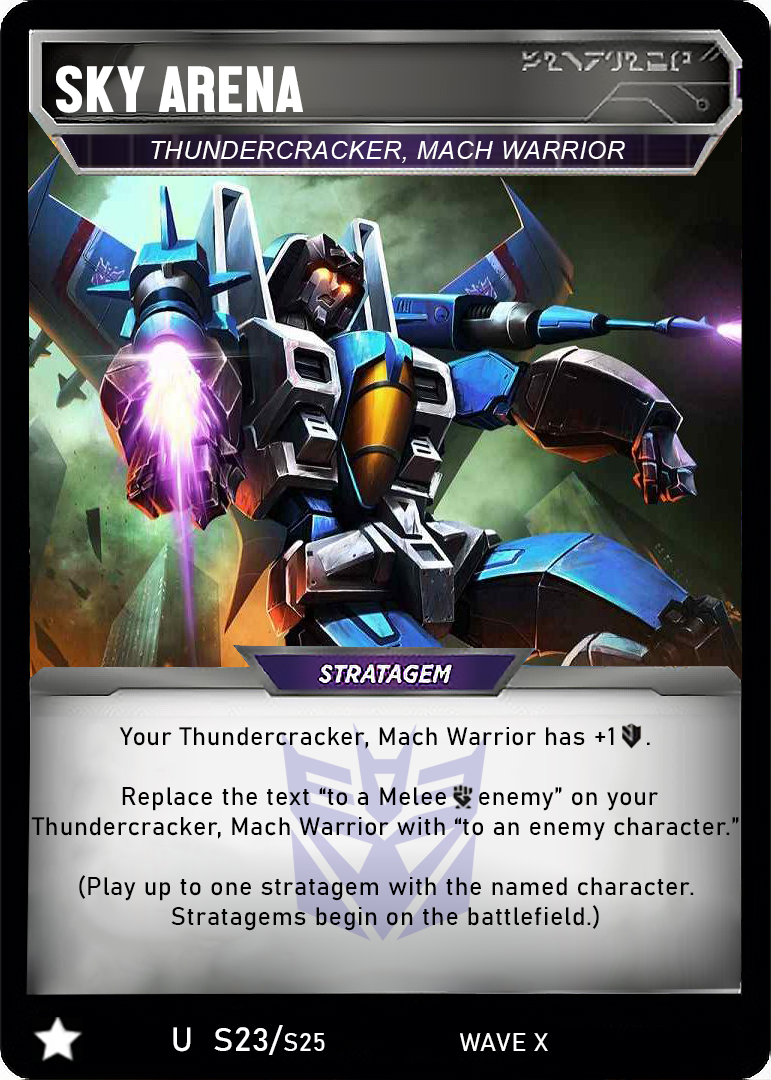 SKY ARENA
THUNDERCRACKER, MACH WARRIOR
STRATAGEM
Your Thundercracker, Mach Warrior has +1.
Replace the text “to a Melee enemy” on your
Thundercracker, Mach Warrior with “to an enemy character.”
(Play up to one stratagem with the named character.
Stratagems begin on the battlefield.)
U S23/S25 WAVE X